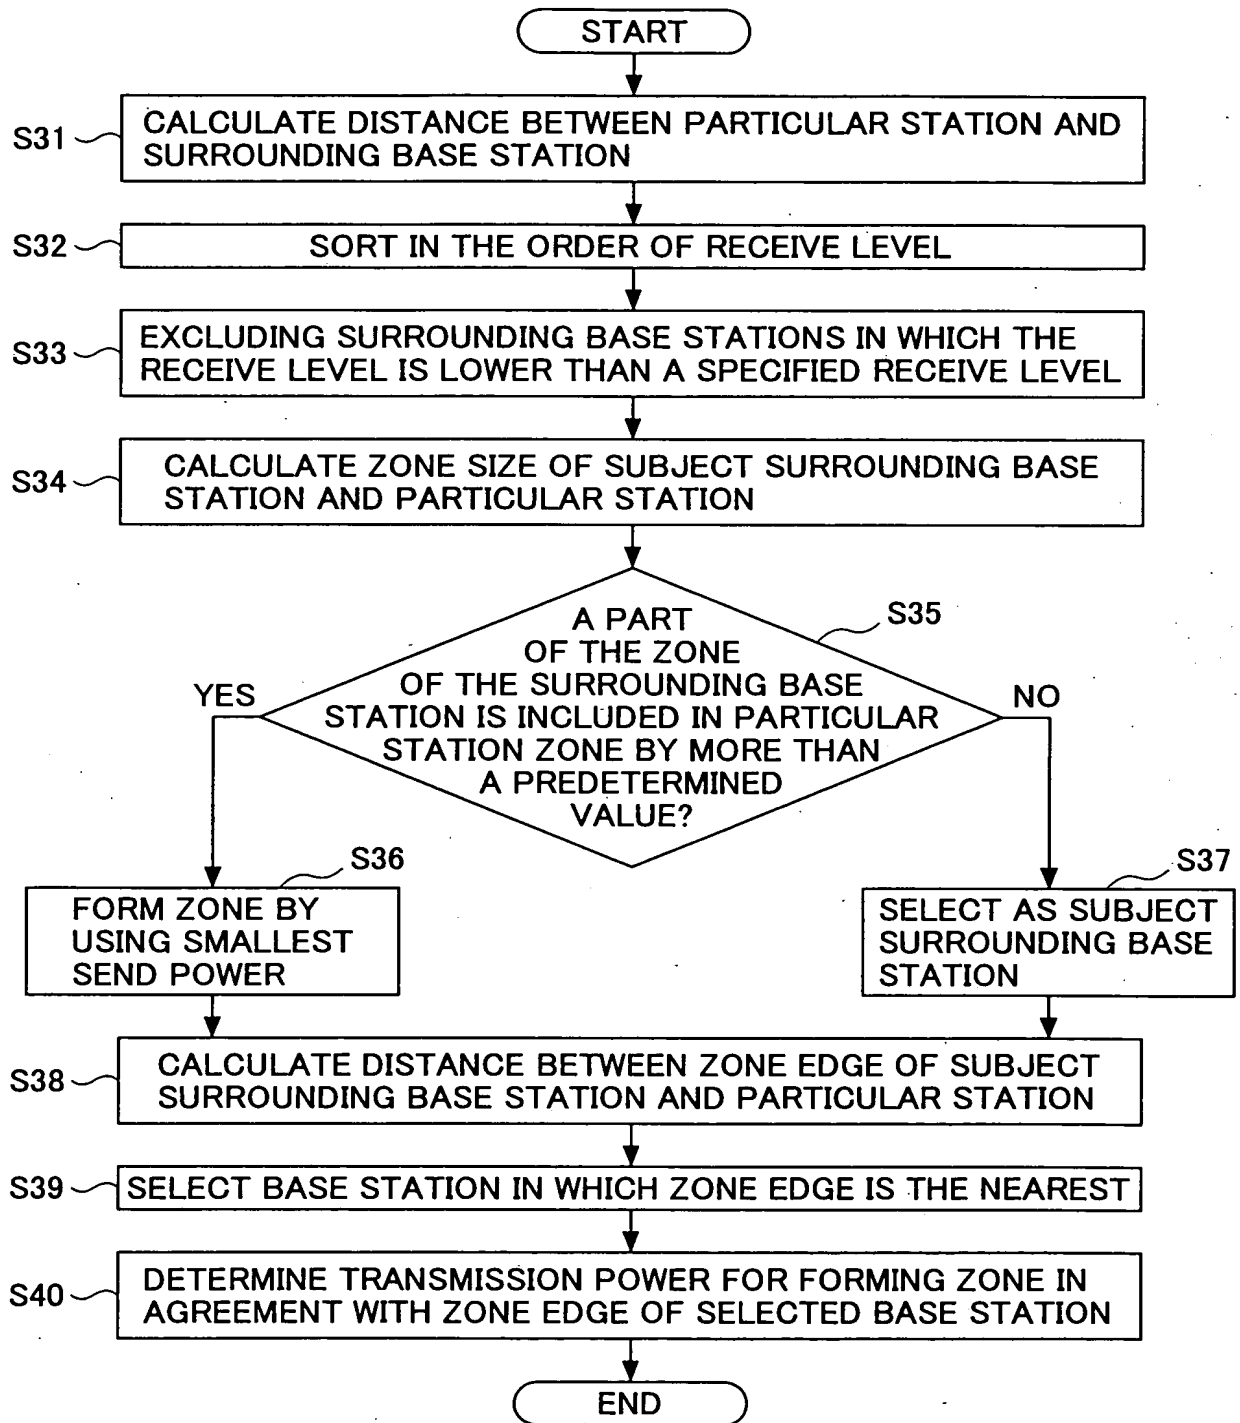 START
S31
CALCULATE DISTANCE BETWEEN PARTICULAR STATION AND
SURROUNDING BASE STATION
S32
SORT IN THE ORDER OF RECEIVE LEVEL
S33
EXCLUDING SURROUNDING BASE STATIONS IN WHICH THE
RECEIVE LEVEL IS LOWER THAN A SPECIFIED RECEIVE LEVEL
S34
CALCULATE ZONE SIZE OF SUBJECT SURROUNDING BASE
STATION AND PARTICULAR STATION
S35
A PART
OF THE ZONE
OF THE SURROUNDING BASE
STATION IS INCLUDED IN PARTICULAR
STATION ZONE BY MORE THAN
A PREDETERMINED
VALUE?
YES
NO
S36
FORM ZONE BY
USING SMALLEST
SEND POWER
S37
SELECT AS SUBJECT
SURROUNDING BASE
STATION
S38
CALCULATE DISTANCE BETWEEN ZONE EDGE OF SUBJECT
SURROUNDING BASE STATION AND PARTICULAR STATION
S39
SELECT BASE STATION IN WHICH ZONE EDGE IS THE NEAREST
S40
DETERMINE TRANSMISSION POWER FOR FORMING ZONE IN
AGREEMENT WITH ZONE EDGE OF SELECTED BASE STATION
END